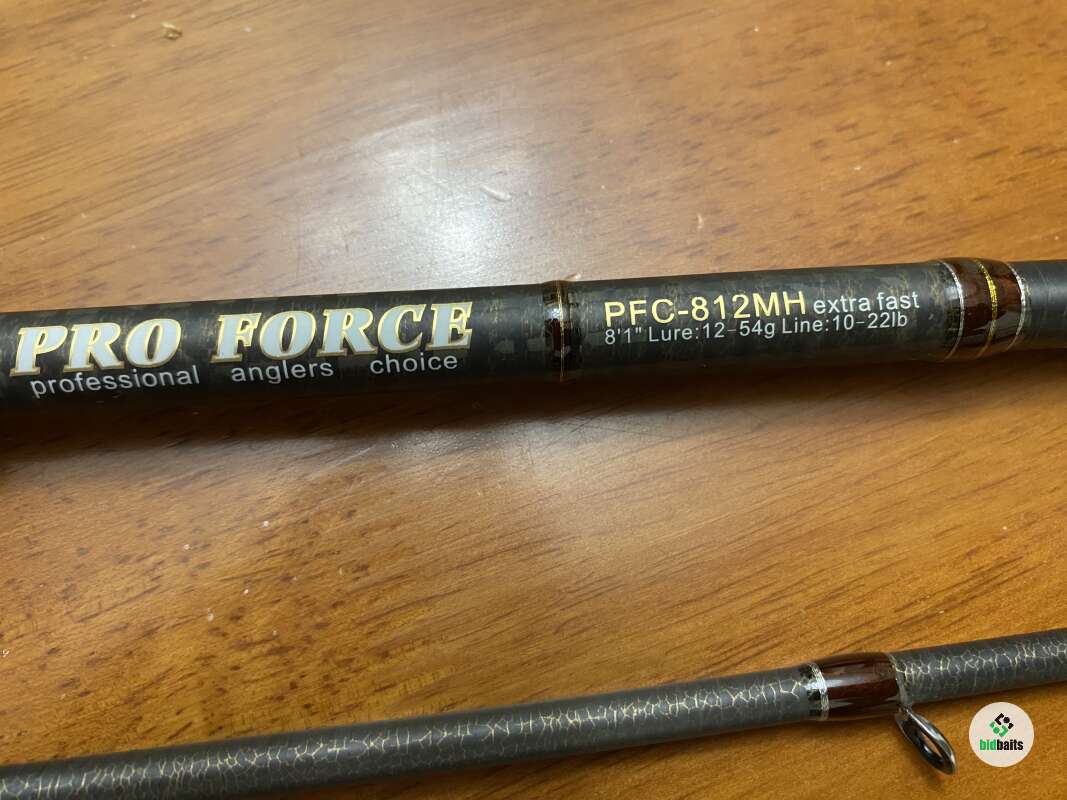 PRO FORCE
professional anglers choice
PFC-812MH extra fast
8'1" Lure:12-54g Line:10-22lb
bidbaits